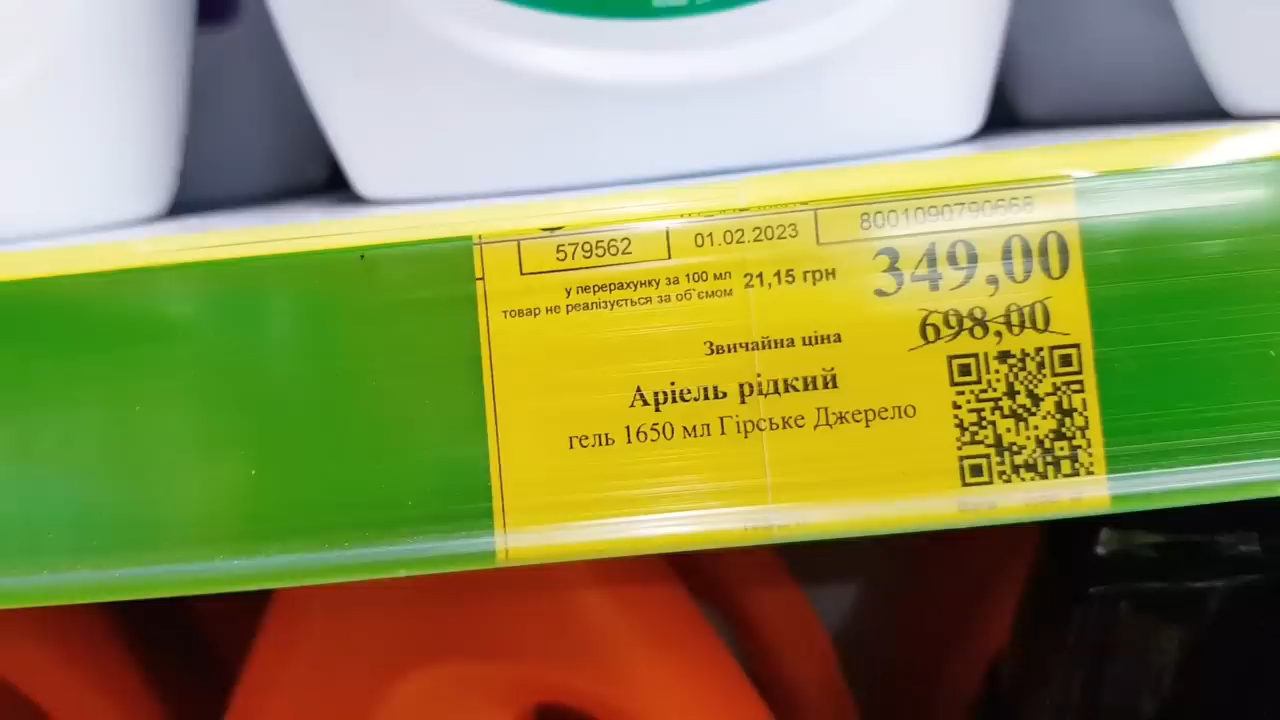 579562
01.02.2023
8001090790668
у перерахунку за 100 мл
товар не реалізується за об`ємом
21,15 грн
349,00
698,00
Звичайна ціна
Аріель рідкий
гель 1650 мл Гірське Джерело